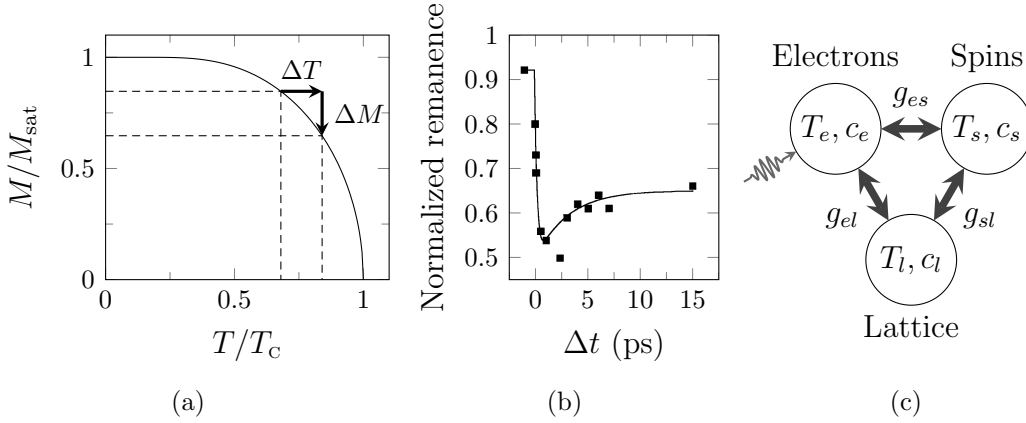 M/M_sat
1
0.5
0
0
0.5
1
ΔT
ΔM
T/T_C
(a)
Normalized remanence
1
0.9
0.8
0.7
0.6
0.5
0
5
10
15
Δt (ps)
(b)
Electrons
Spins
g_es
T_e, c_e
T_s, c_s
g_el
g_sl
T_l, c_l
Lattice
(c)